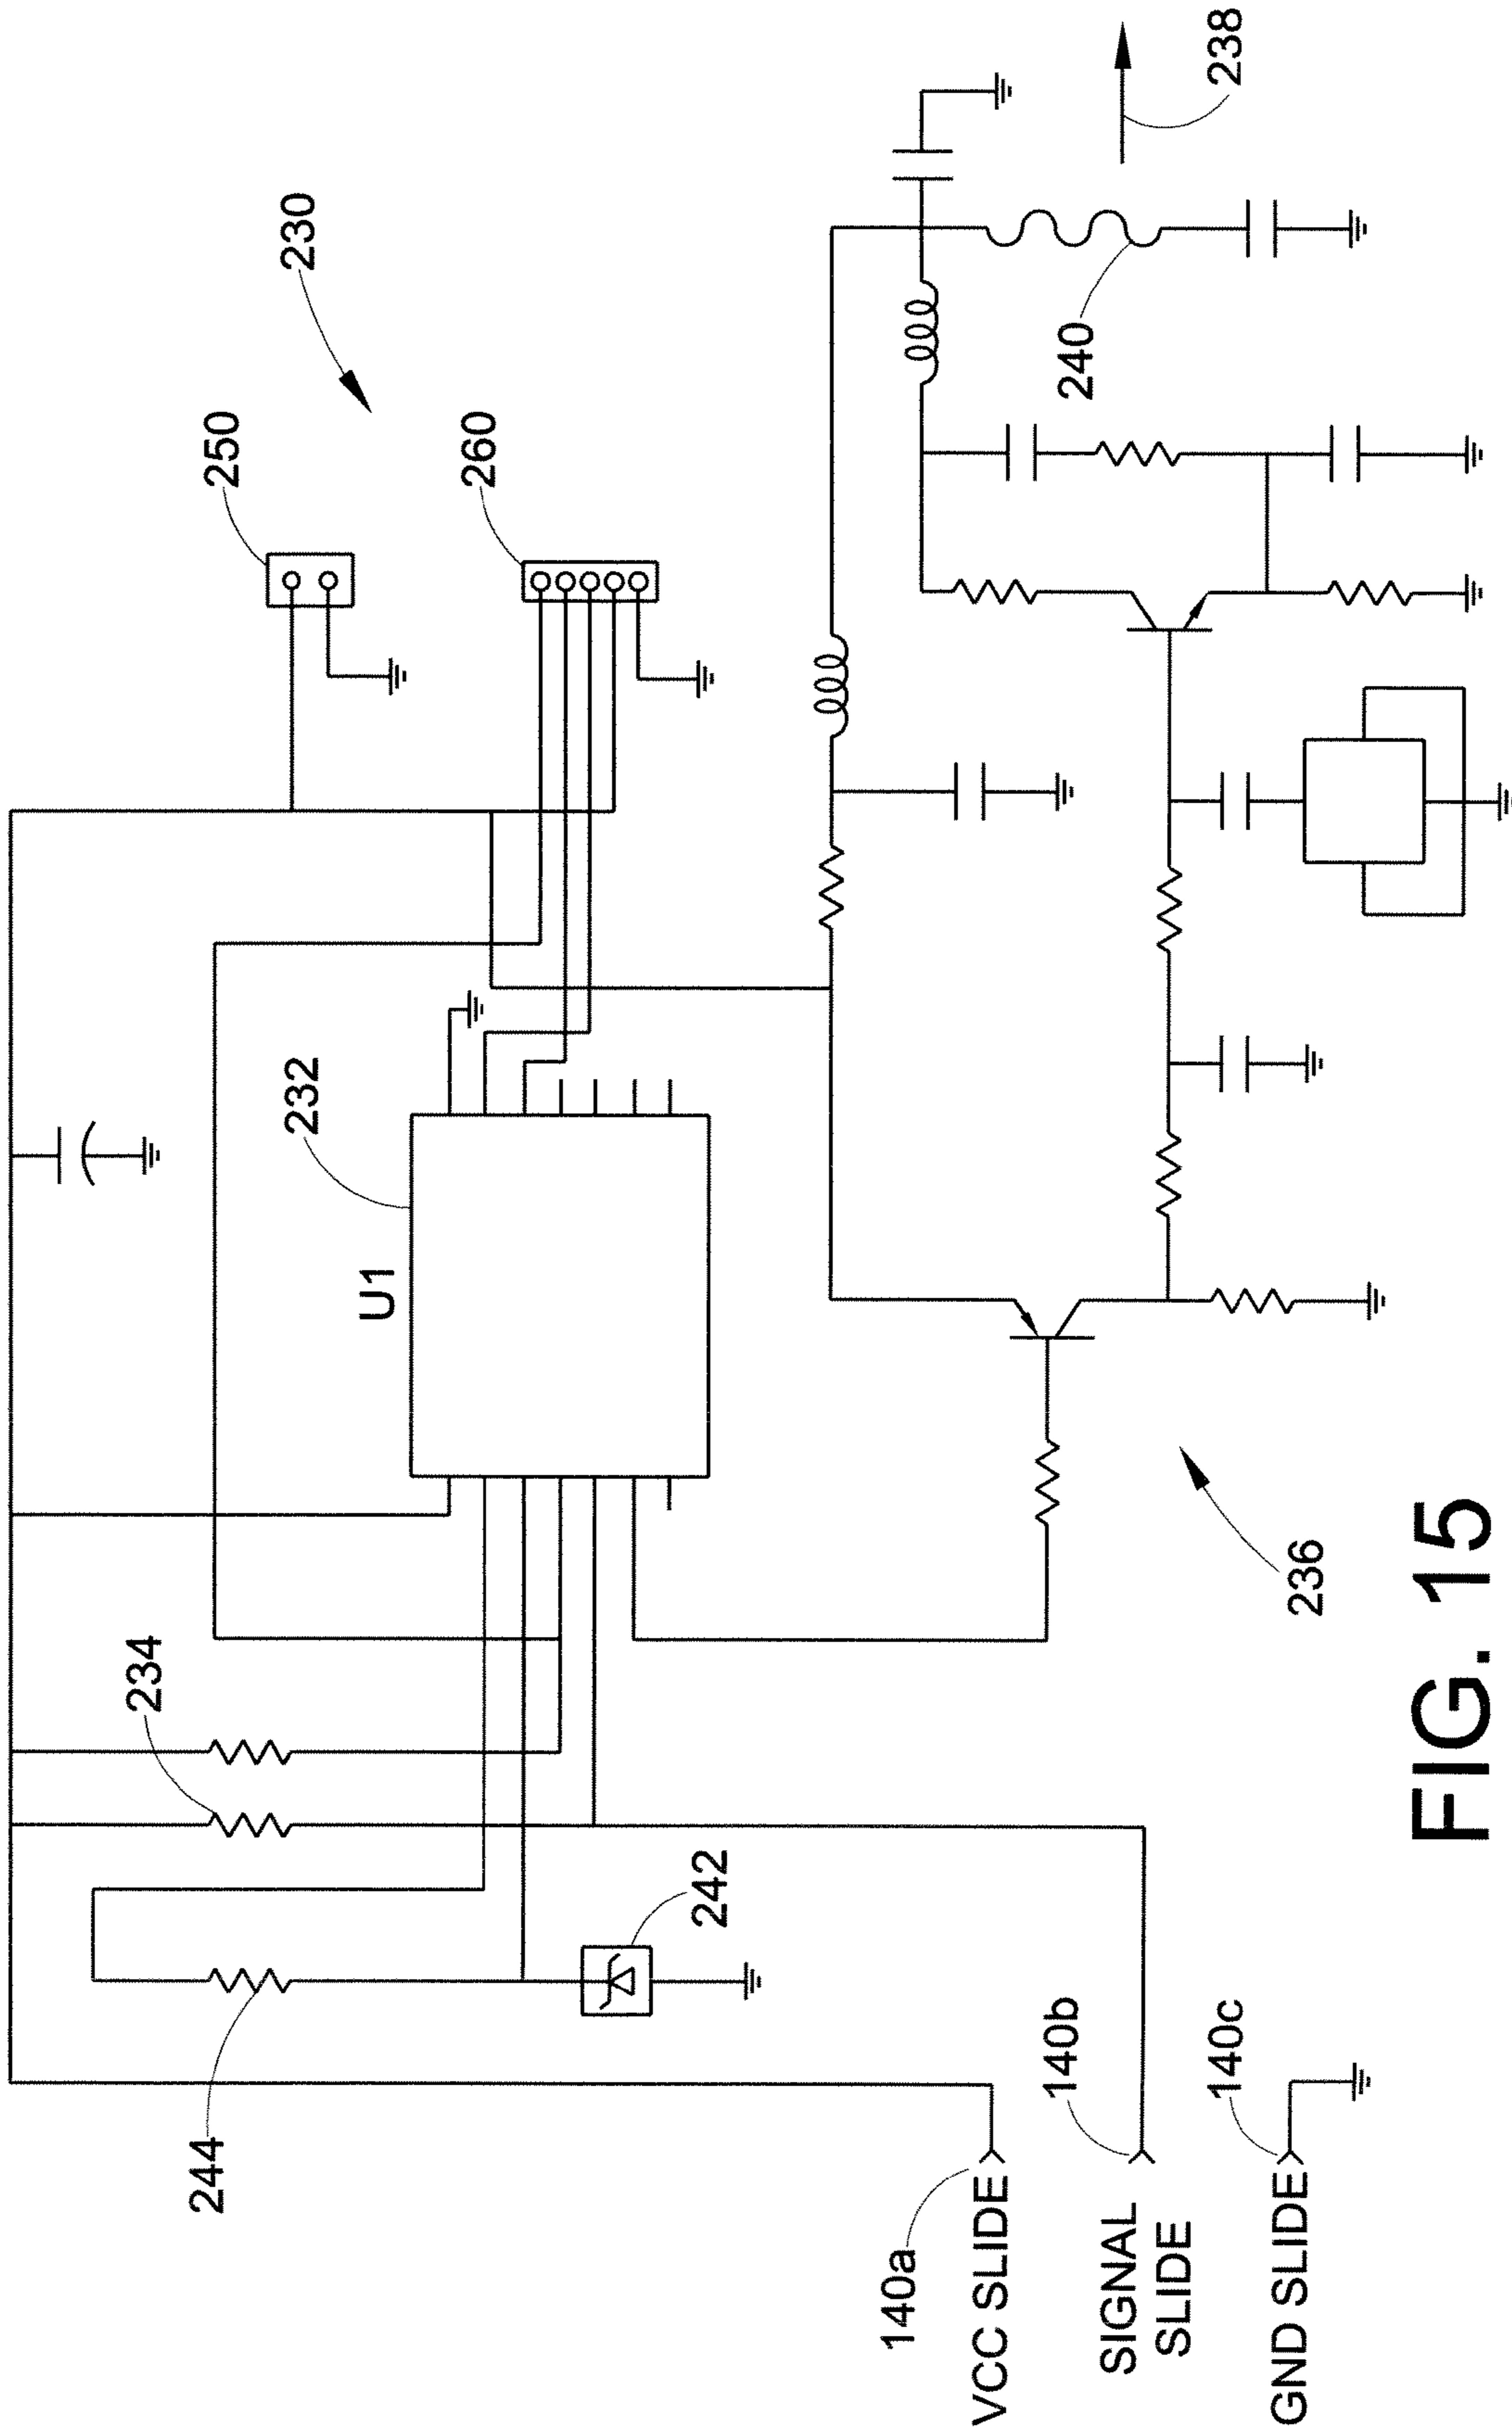 230
250
260
238
240
232
U1
234
244
242
236
140a
VCC SLIDE
140b
SIGNAL
SLIDE
140c
GND SLIDE
FIG. 15